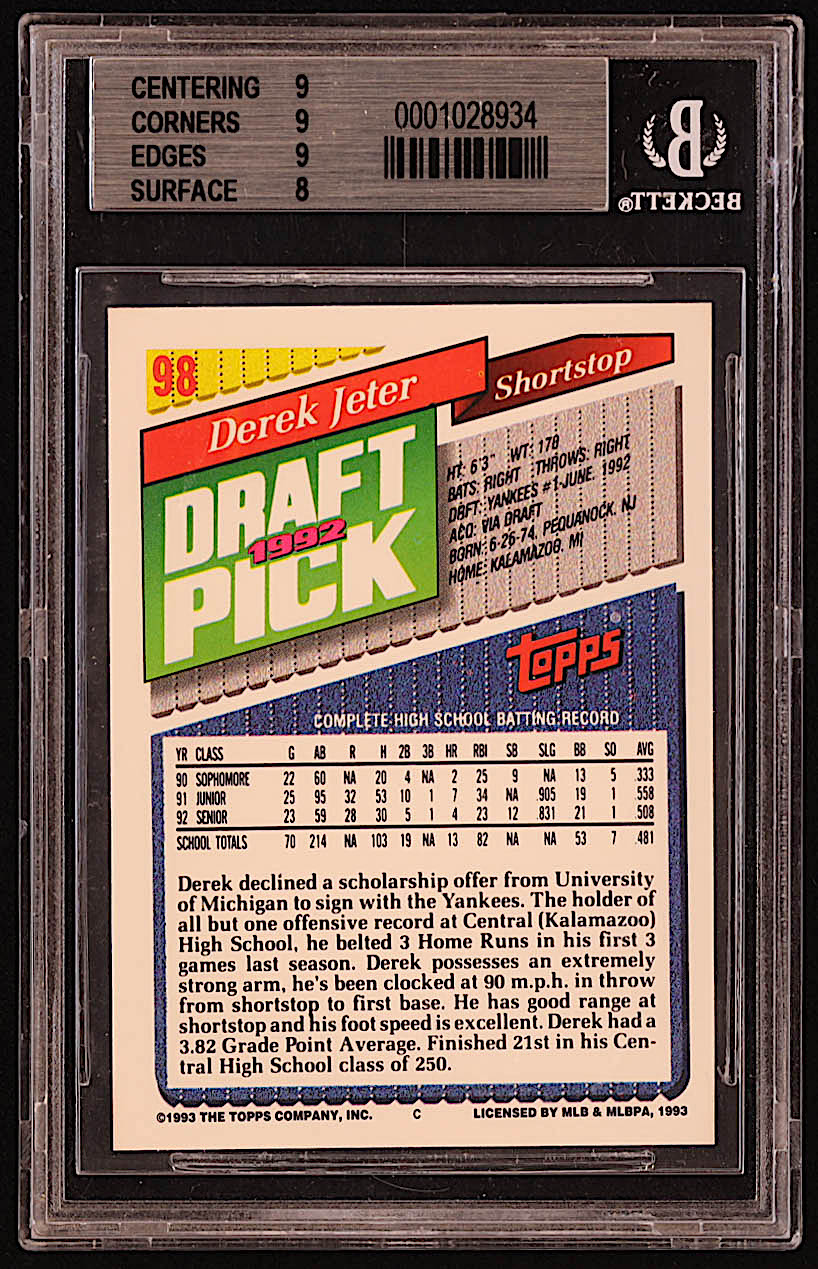 CENTERING 9
CORNERS 9
EDGES 9
SURFACE 8
0001028934
B
BECKETT®
98
Derek Jeter
Shortstop
DRAFT
1992
PICK
HT: 6'3" WT: 178
BATS: RIGHT THROWS: RIGHT
DRFT: YANKEES #1-JUNE, 1992
ACQ: VIA DRAFT
BORN: 6-26-74, PEQUANOCK, NJ
HOME: KALAMAZOO, MI
TOPPS
COMPLETE HIGH SCHOOL BATTING RECORD
YR CLASS G AB R H 2B 3B HR RBI SB SLG BB SO AVG
90 SOPHOMORE 22 60 NA 20 4 NA 2 25 9 NA 13 5 .333
91 JUNIOR 25 95 32 53 10 1 7 34 NA .905 19 1 .558
92 SENIOR 23 59 28 30 5 1 4 23 12 .831 21 1 .508
SCHOOL TOTALS 70 214 NA 103 19 NA 13 82 NA NA 53 7 .481
Derek declined a scholarship offer from University
of Michigan to sign with the Yankees. The holder of
all but one offensive record at Central (Kalamazoo)
High School, he belted 3 Home Runs in his first 3
games last season. Derek possesses an extremely
strong arm, he's been clocked at 90 m.p.h. in throw
from shortstop to first base. He has good range at
shortstop and his foot speed is excellent. Derek had a
3.82 Grade Point Average. Finished 21st in his Cen-
tral High School class of 250.
©1993 THE TOPPS COMPANY, INC. C LICENSED BY MLB & MLBPA, 1993